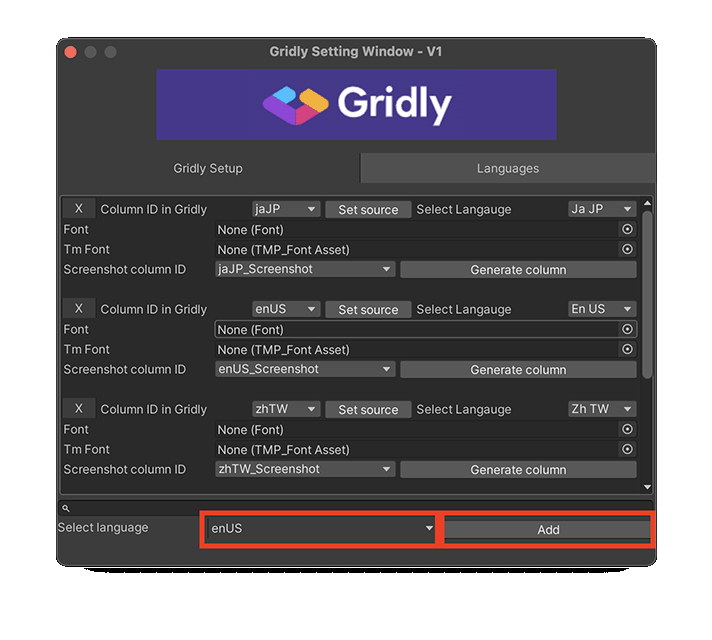 Gridly Setting Window - V1
Gridly
Gridly Setup Languages
X Column ID in Gridly jaJP Set source Select Langauge Ja JP
Font None (Font)
Tm Font None (TMP_Font Asset)
Screenshot column ID jaJP_Screenshot Generate column
X Column ID in Gridly enUS Set source Select Langauge En US
Font None (Font)
Tm Font None (TMP_Font Asset)
Screenshot column ID enUS_Screenshot Generate column
X Column ID in Gridly zhTW Set source Select Langauge Zh TW
Font None (Font)
Tm Font None (TMP_Font Asset)
Screenshot column ID zhTW_Screenshot Generate column
Select language enUS Add